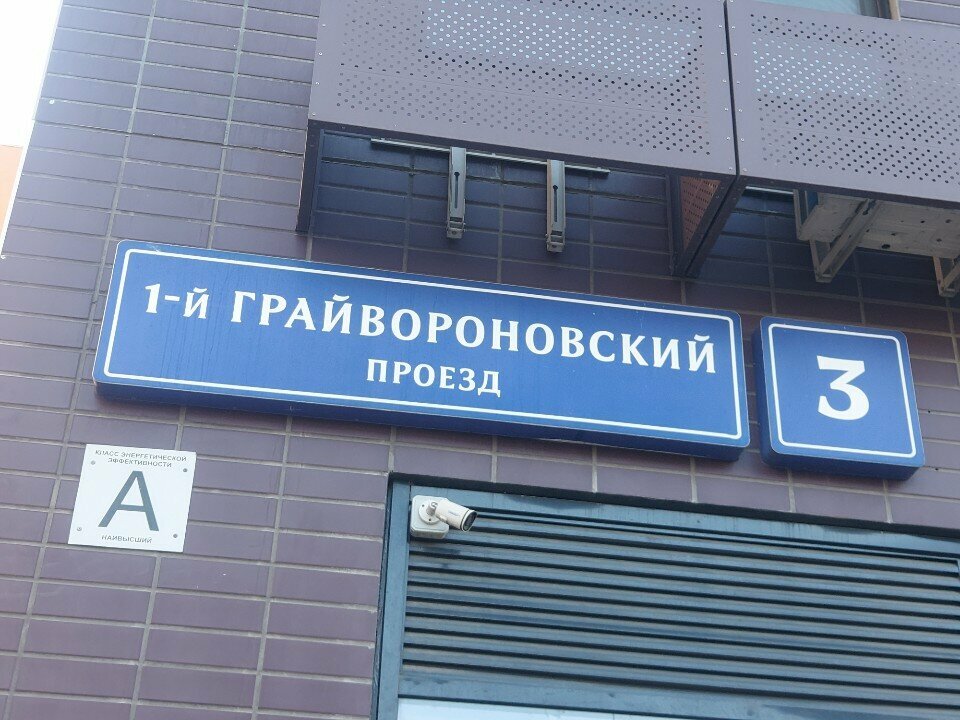 1-й ГРАЙВОРОНОВСКИЙ
ПРОЕЗД
3
КЛАСС ЭНЕРГЕТИЧЕСКОЙ
ЭФФЕКТИВНОСТИ
А
НАИВЫСШИЙ